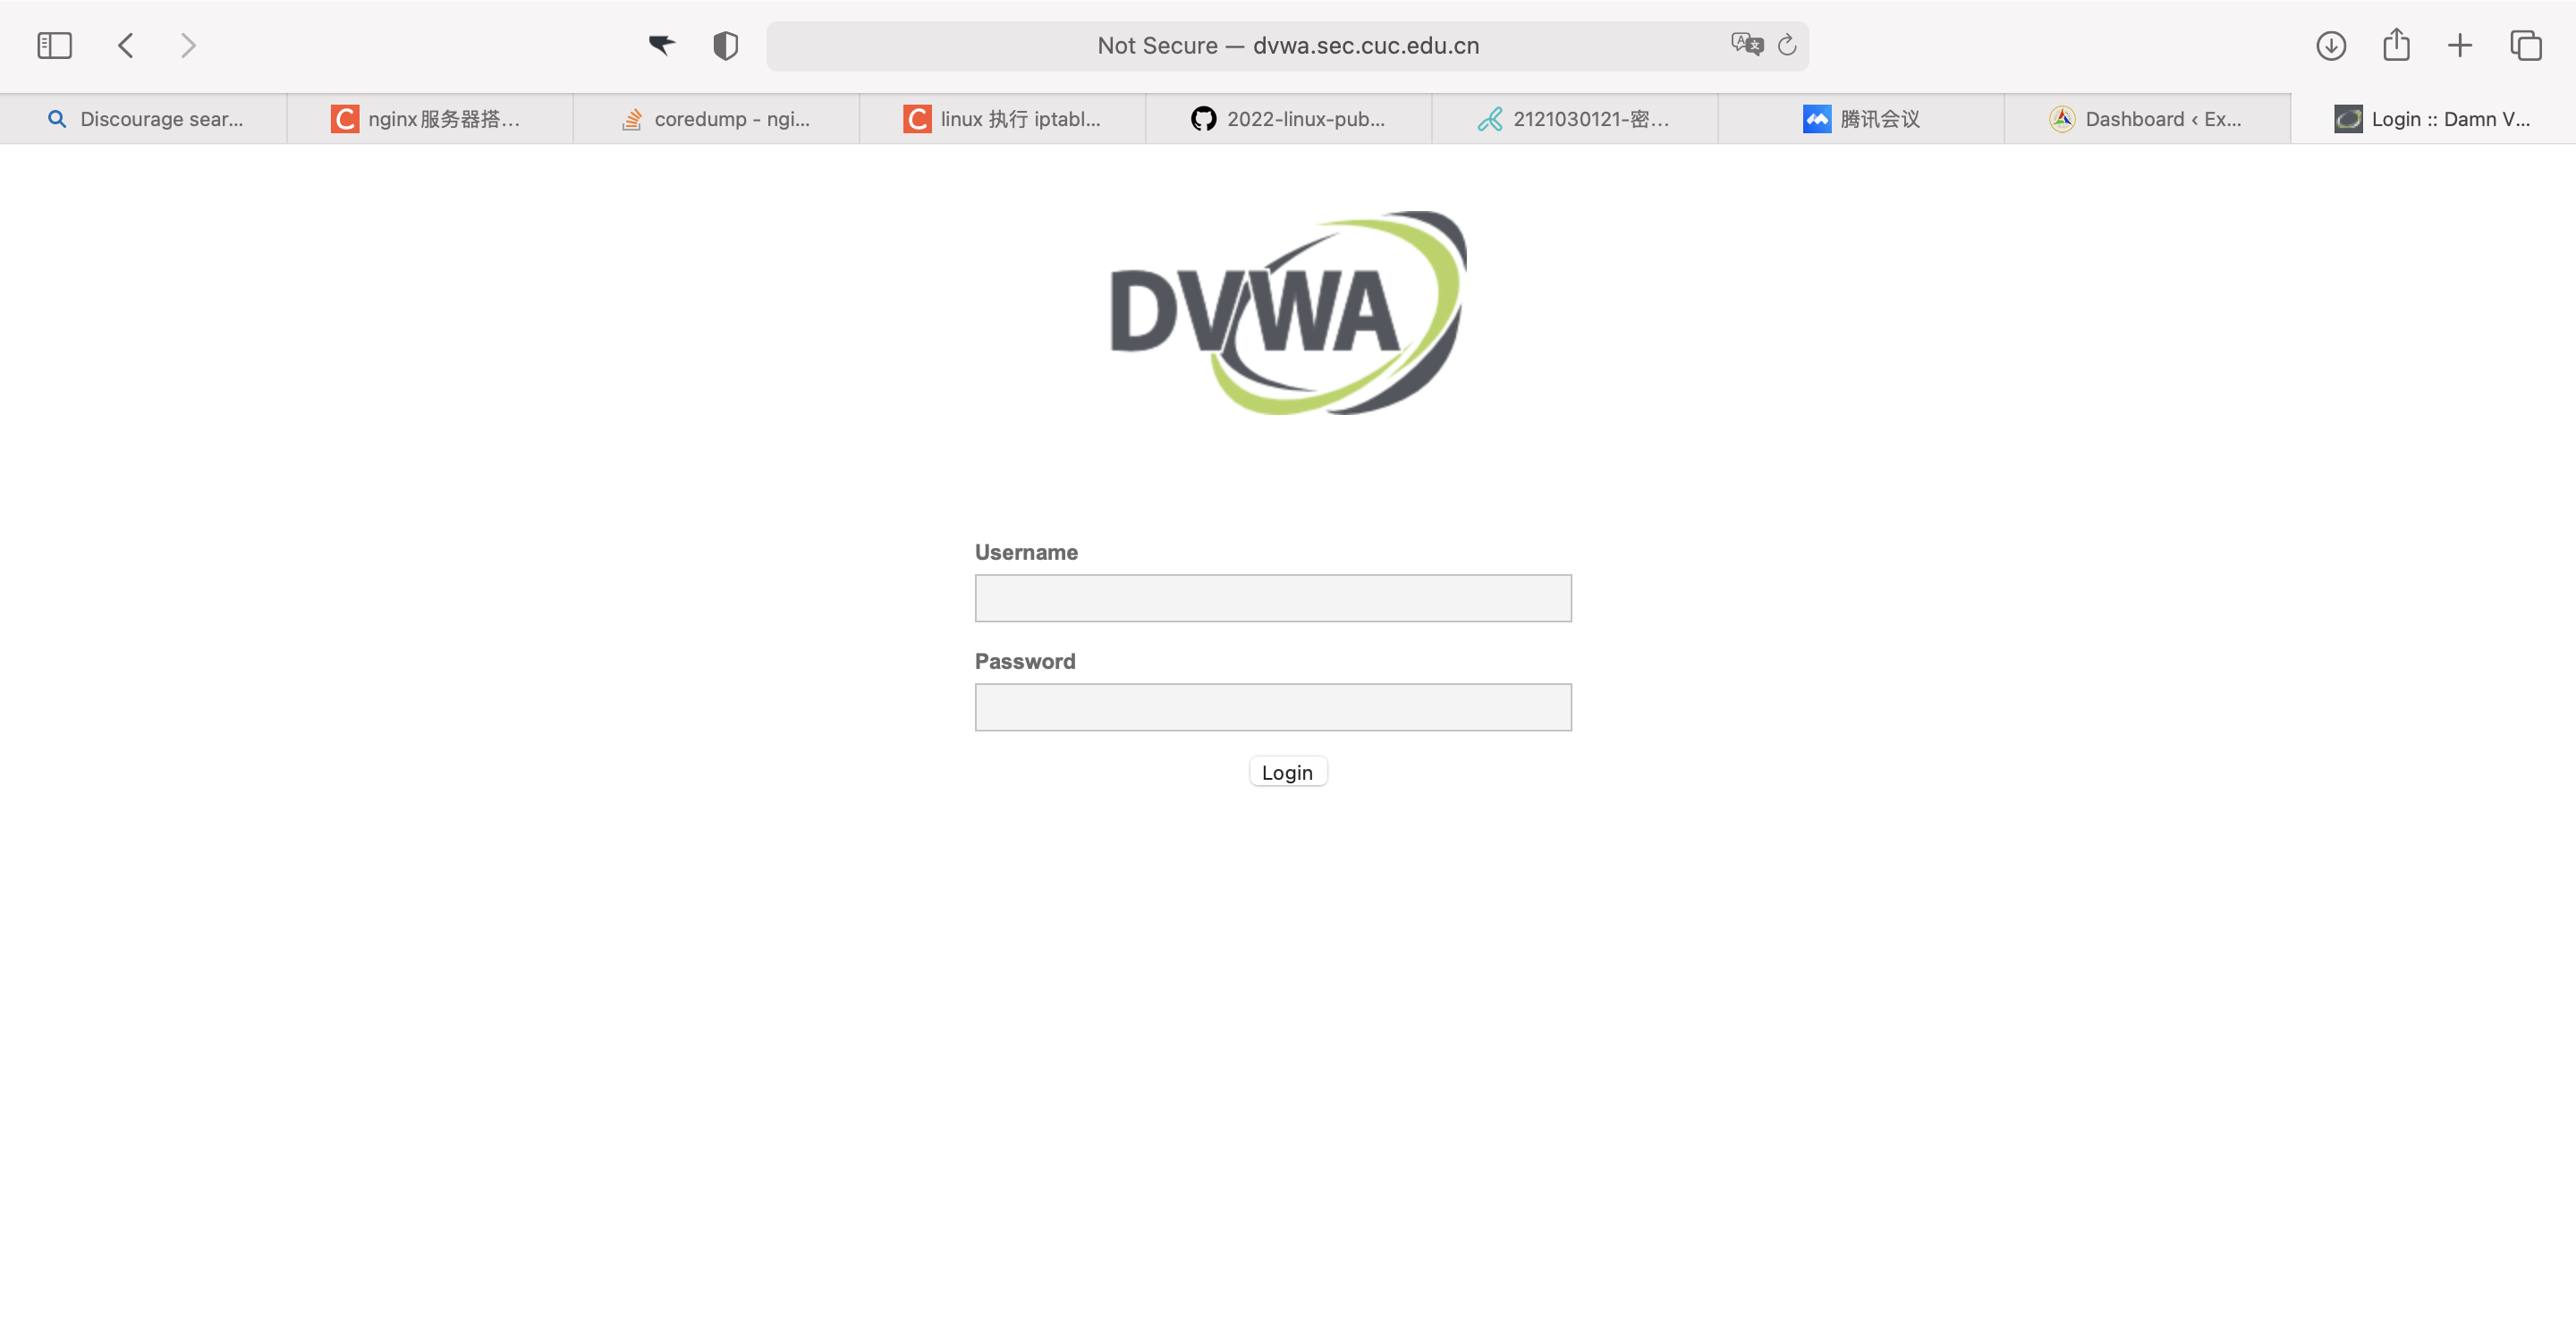 Not Secure — dvwa.sec.cuc.edu.cn
Discourage sear...
nginx服务器搭...
coredump - ngi...
linux 执行 iptabl...
2022-linux-pub...
2121030121-密...
腾讯会议
Dashboard ‹ Ex...
Login :: Damn V...
DVWA
Username
Password
Login